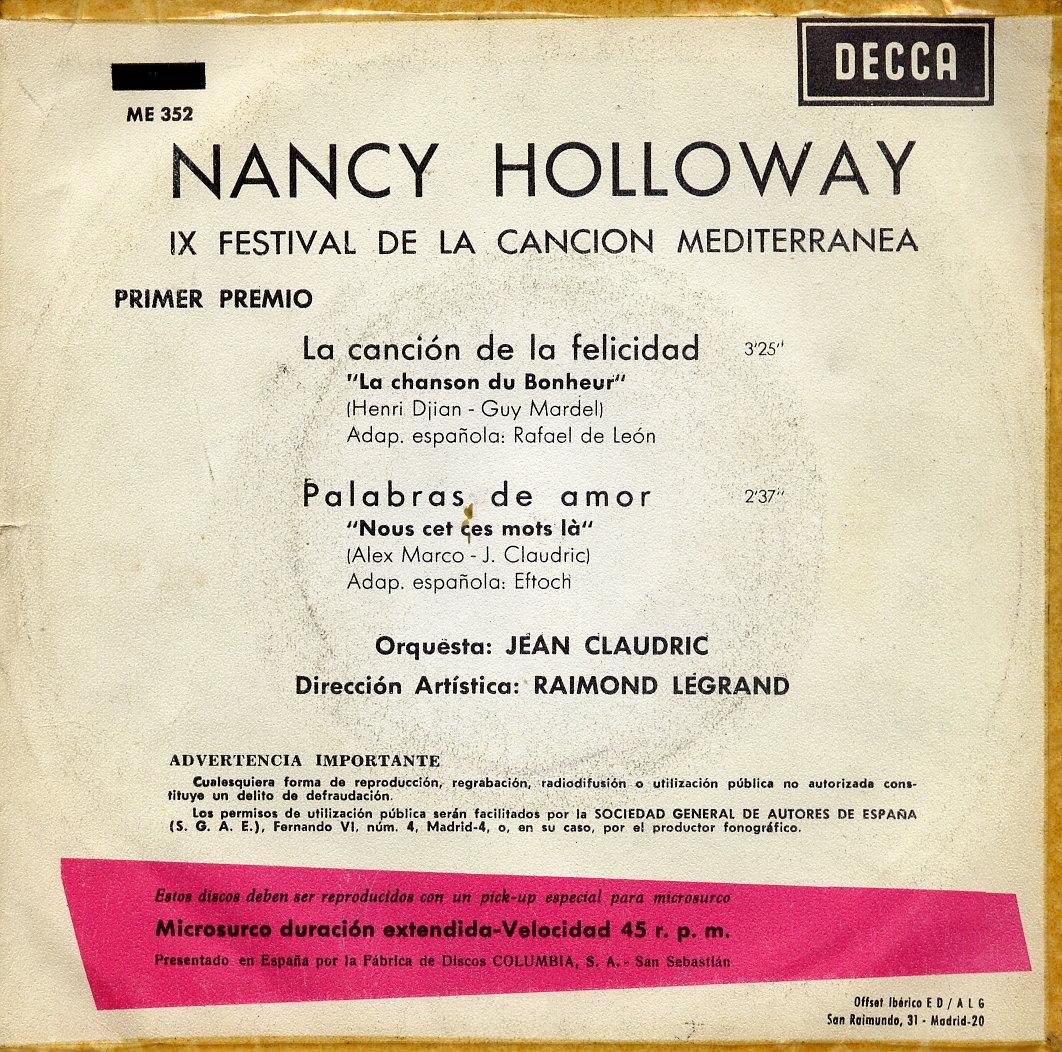 DECCA
ME 352
NANCY HOLLOWAY
IX FESTIVAL DE LA CANCION MEDITERRANEA
PRIMER PREMIO
La canción de la felicidad 3'25''
"La chanson du Bonheur"
(Henri Djian - Guy Mardel)
Adap. española: Rafael de León
Palabras de amor 2'37''
"Nous cet ces mots là"
(Alex Marco - J. Claudric)
Adap. española: Eftoch
Orquesta: JEAN CLAUDRIC
Dirección Artística: RAIMOND LEGRAND
ADVERTENCIA IMPORTANTE
Cualesquiera forma de reproducción, regrabación, radiodifusión o utilización pública no autorizada cons-
tituye un delito de defraudación.
Los permisos de utilización pública serán facilitados por la SOCIEDAD GENERAL DE AUTORES DE ESPAÑA
(S. G. A. E.), Fernando VI, núm. 4, Madrid-4, o, en su caso, por el productor fonográfico.
Estos discos deben ser reproducidos con un pick-up especial para microsurco
Microsurco duración extendida-Velocidad 45 r. p. m.
Presentado en España por la Fábrica de Discos COLUMBIA, S. A. - San Sebastián
Offset Ibérico E D / A L G
San Raimundo, 31 - Madrid-20